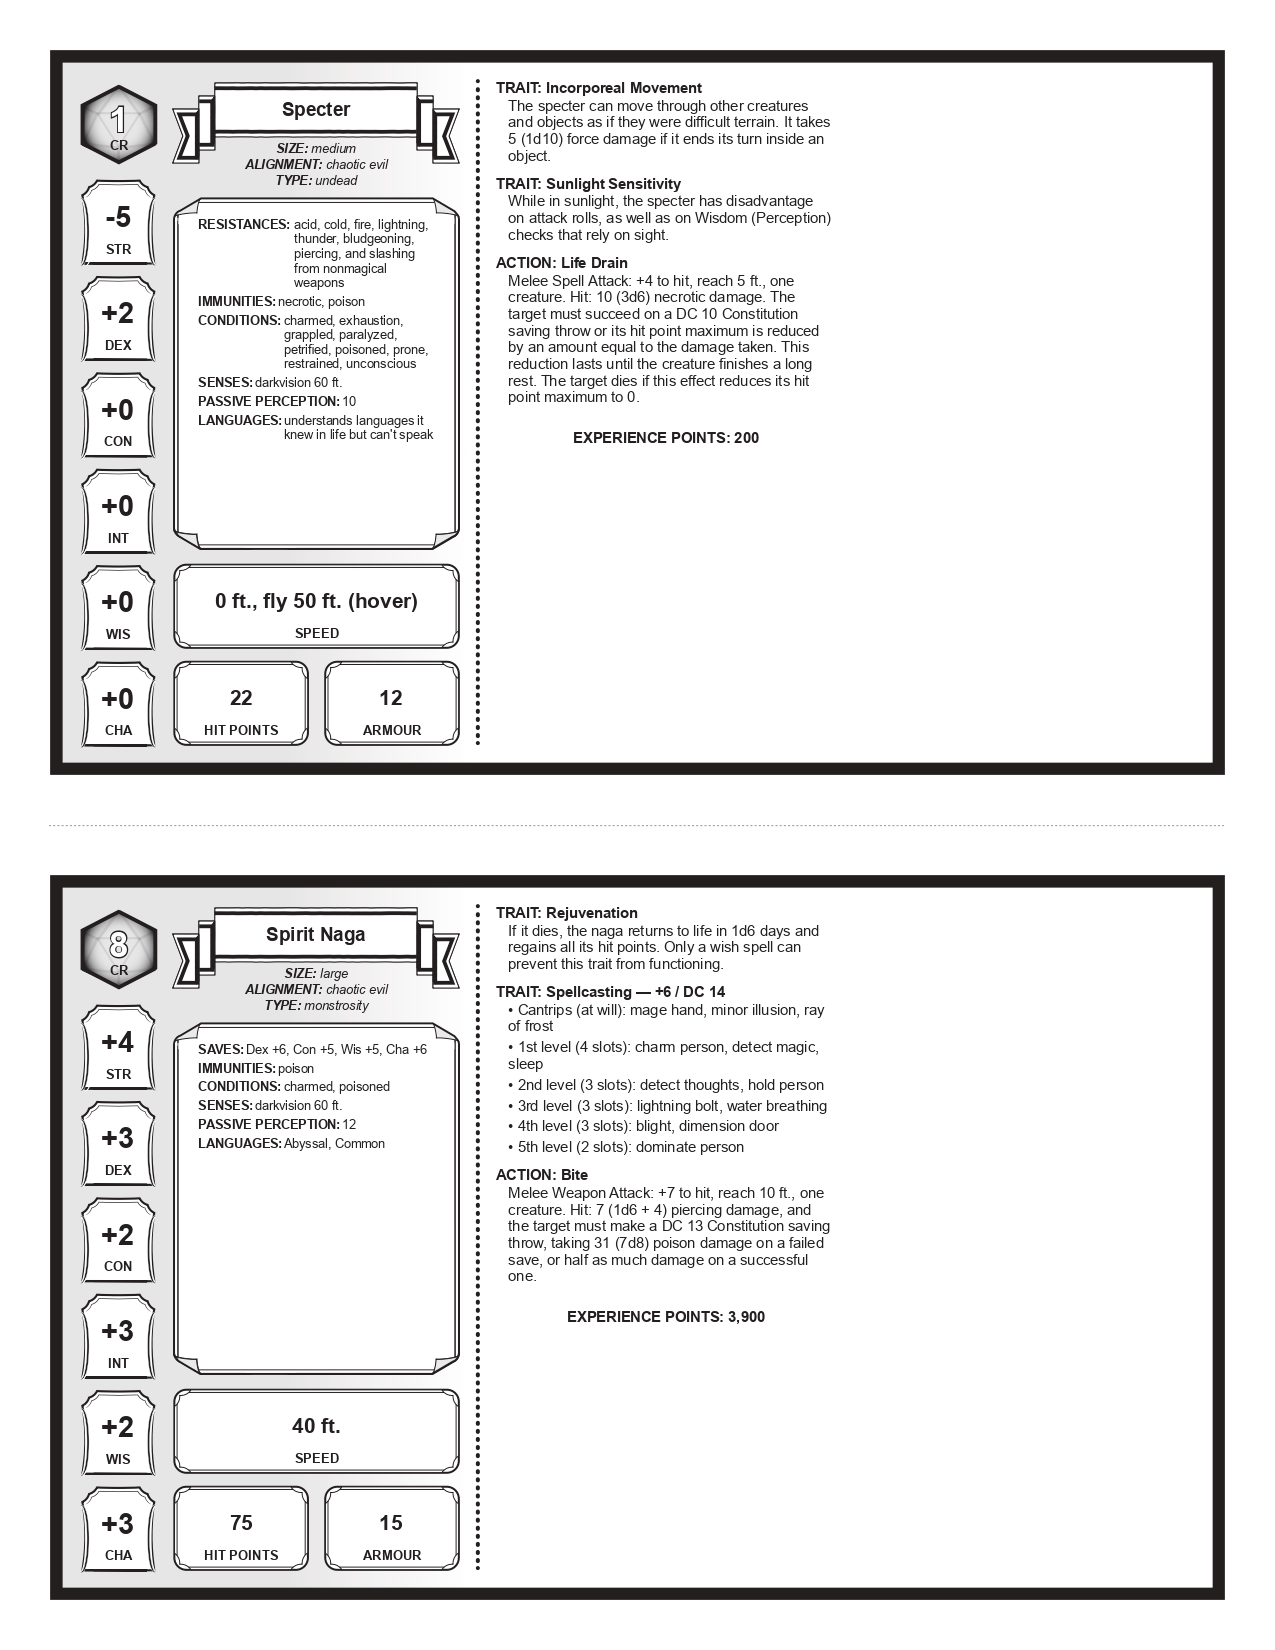 1
CR
Specter
SIZE: medium
ALIGNMENT: chaotic evil
TYPE: undead
-5
STR
+2
DEX
+0
CON
+0
INT
+0
WIS
+0
CHA
RESISTANCES: acid, cold, fire, lightning,
thunder, bludgeoning,
piercing, and slashing
from nonmagical
weapons
IMMUNITIES: necrotic, poison
CONDITIONS: charmed, exhaustion,
grappled, paralyzed,
petrified, poisoned, prone,
restrained, unconscious
SENSES: darkvision 60 ft.
PASSIVE PERCEPTION: 10
LANGUAGES: understands languages it
knew in life but can't speak
0 ft., fly 50 ft. (hover)
SPEED
22
HIT POINTS
12
ARMOUR
TRAIT: Incorporeal Movement
The specter can move through other creatures
and objects as if they were difficult terrain. It takes
5 (1d10) force damage if it ends its turn inside an
object.
TRAIT: Sunlight Sensitivity
While in sunlight, the specter has disadvantage
on attack rolls, as well as on Wisdom (Perception)
checks that rely on sight.
ACTION: Life Drain
Melee Spell Attack: +4 to hit, reach 5 ft., one
creature. Hit: 10 (3d6) necrotic damage. The
target must succeed on a DC 10 Constitution
saving throw or its hit point maximum is reduced
by an amount equal to the damage taken. This
reduction lasts until the creature finishes a long
rest. The target dies if this effect reduces its hit
point maximum to 0.
EXPERIENCE POINTS: 200
8
CR
Spirit Naga
SIZE: large
ALIGNMENT: chaotic evil
TYPE: monstrosity
+4
STR
+3
DEX
+2
CON
+3
INT
+2
WIS
+3
CHA
SAVES: Dex +6, Con +5, Wis +5, Cha +6
IMMUNITIES: poison
CONDITIONS: charmed, poisoned
SENSES: darkvision 60 ft.
PASSIVE PERCEPTION: 12
LANGUAGES: Abyssal, Common
40 ft.
SPEED
75
HIT POINTS
15
ARMOUR
TRAIT: Rejuvenation
If it dies, the naga returns to life in 1d6 days and
regains all its hit points. Only a wish spell can
prevent this trait from functioning.
TRAIT: Spellcasting — +6 / DC 14
• Cantrips (at will): mage hand, minor illusion, ray
of frost
• 1st level (4 slots): charm person, detect magic,
sleep
• 2nd level (3 slots): detect thoughts, hold person
• 3rd level (3 slots): lightning bolt, water breathing
• 4th level (3 slots): blight, dimension door
• 5th level (2 slots): dominate person
ACTION: Bite
Melee Weapon Attack: +7 to hit, reach 10 ft., one
creature. Hit: 7 (1d6 + 4) piercing damage, and
the target must make a DC 13 Constitution saving
throw, taking 31 (7d8) poison damage on a failed
save, or half as much damage on a successful
one.
EXPERIENCE POINTS: 3,900